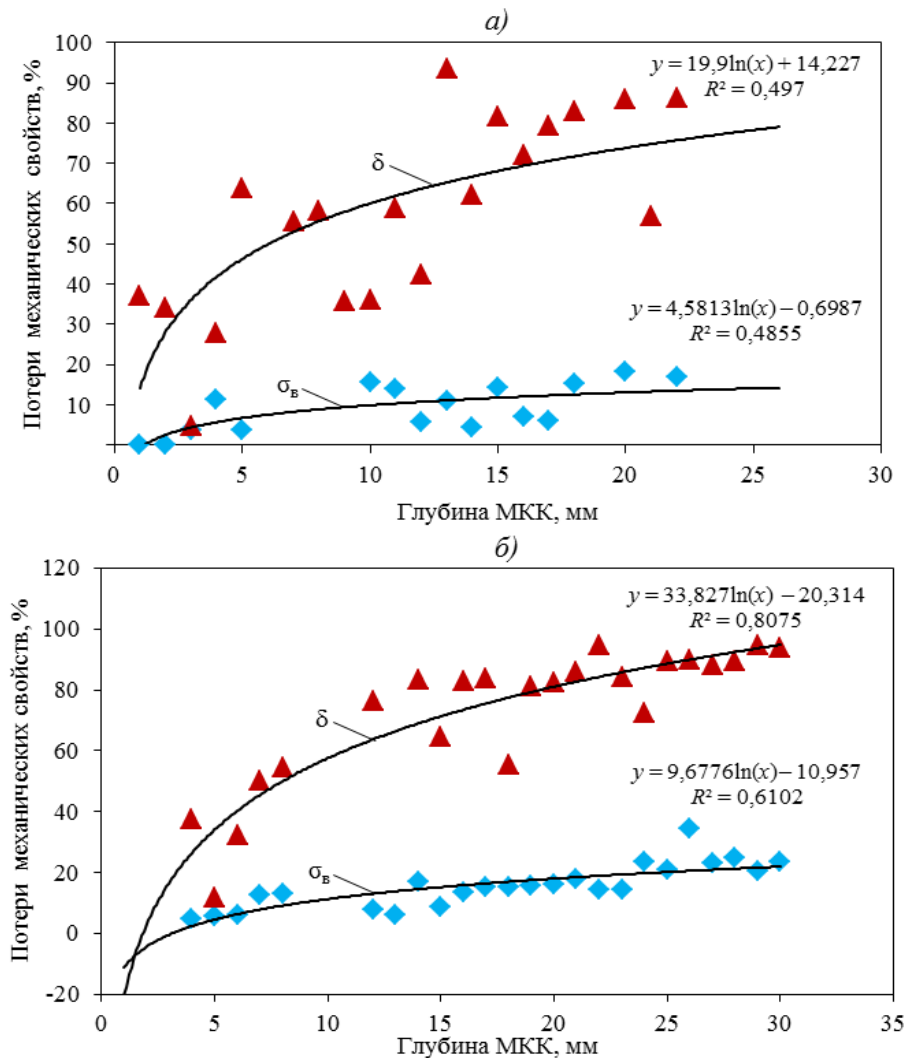 а)
Потери механических свойств, %
100
90
80
70
60
50
40
30
20
10
y = 19,9ln(x) + 14,227
R² = 0,497
δ
y = 4,5813ln(x) – 0,6987
R² = 0,4855
σв
0 5 10 15 20 25 30
Глубина МКК, мм
б)
Потери механических свойств, %
120
100
80
60
40
20
0
-20
y = 33,827ln(x) – 20,314
R² = 0,8075
δ
y = 9,6776ln(x) – 10,957
R² = 0,6102
σв
0 5 10 15 20 25 30 35
Глубина МКК, мм